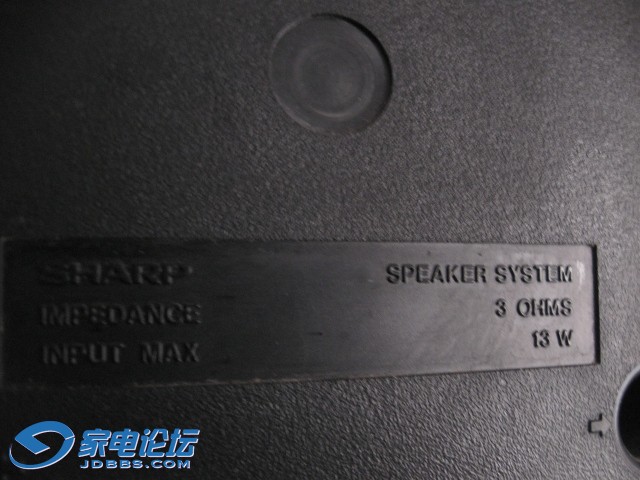 SHARP SPEAKER SYSTEM
IMPEDANCE 3 OHMS
INPUT MAX 13 W
家电论坛
JDBBS.COM